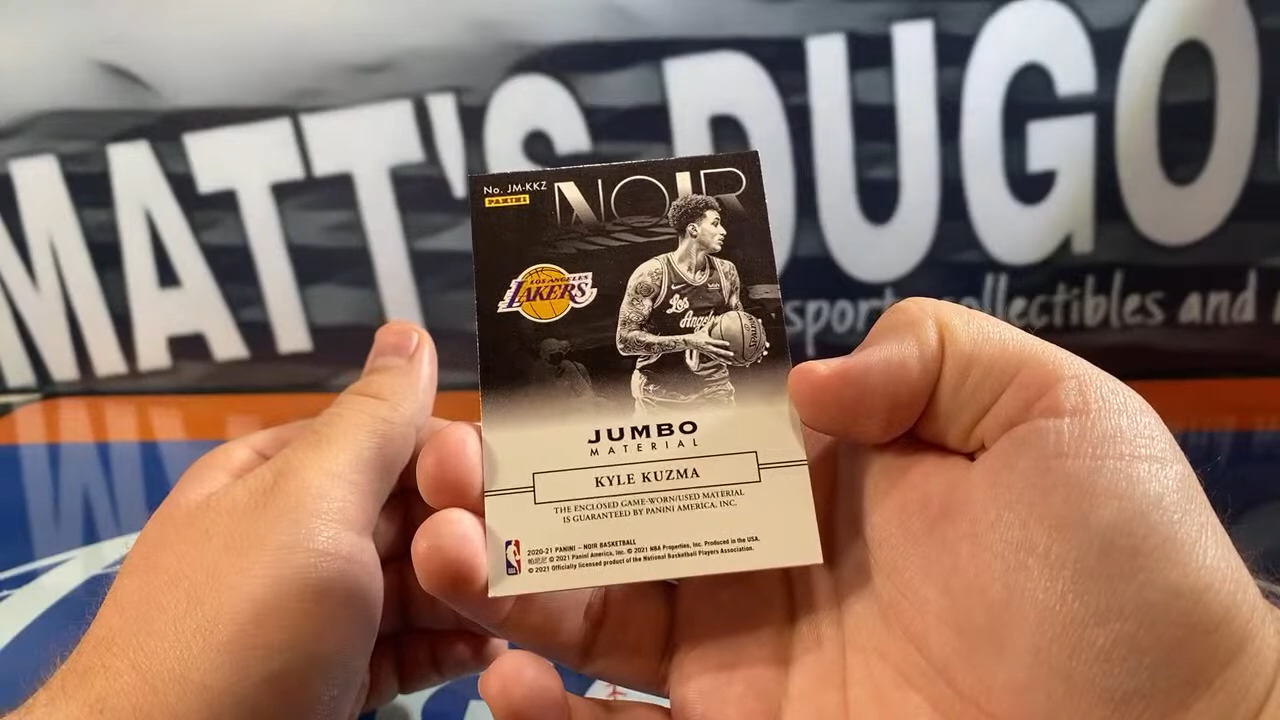 MATT'S DUGO
sports collectibles and
No. JM-KKZ
PANINI
NOIR
LOS ANGELES
LAKERS
Los
Angeles
SPALDING
JUMBO
MATERIAL
KYLE KUZMA
THE ENCLOSED GAME-WORN/USED MATERIAL
IS GUARANTEED BY PANINI AMERICA, INC.
NBA
2020-21 PANINI – NOIR BASKETBALL
© 2021 Panini America, Inc. © 2021 NBA Properties, Inc. Produced in the USA.
© 2021 Officially licensed product of the National Basketball Players Association.